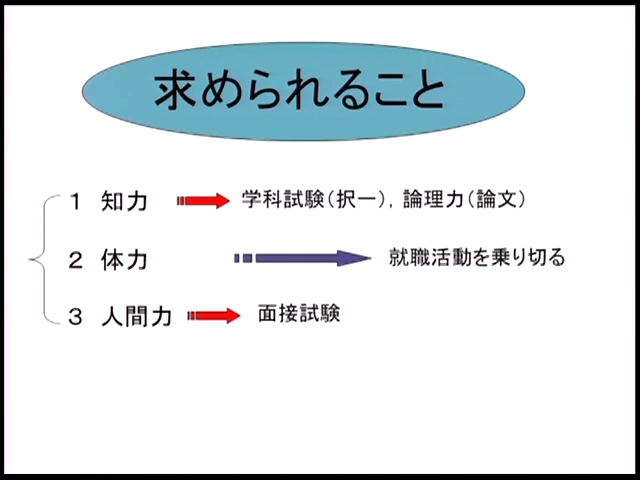 求められること
1 知力 学科試験（択一），論理力（論文）
2 体力 就職活動を乗り切る
3 人間力 面接試験